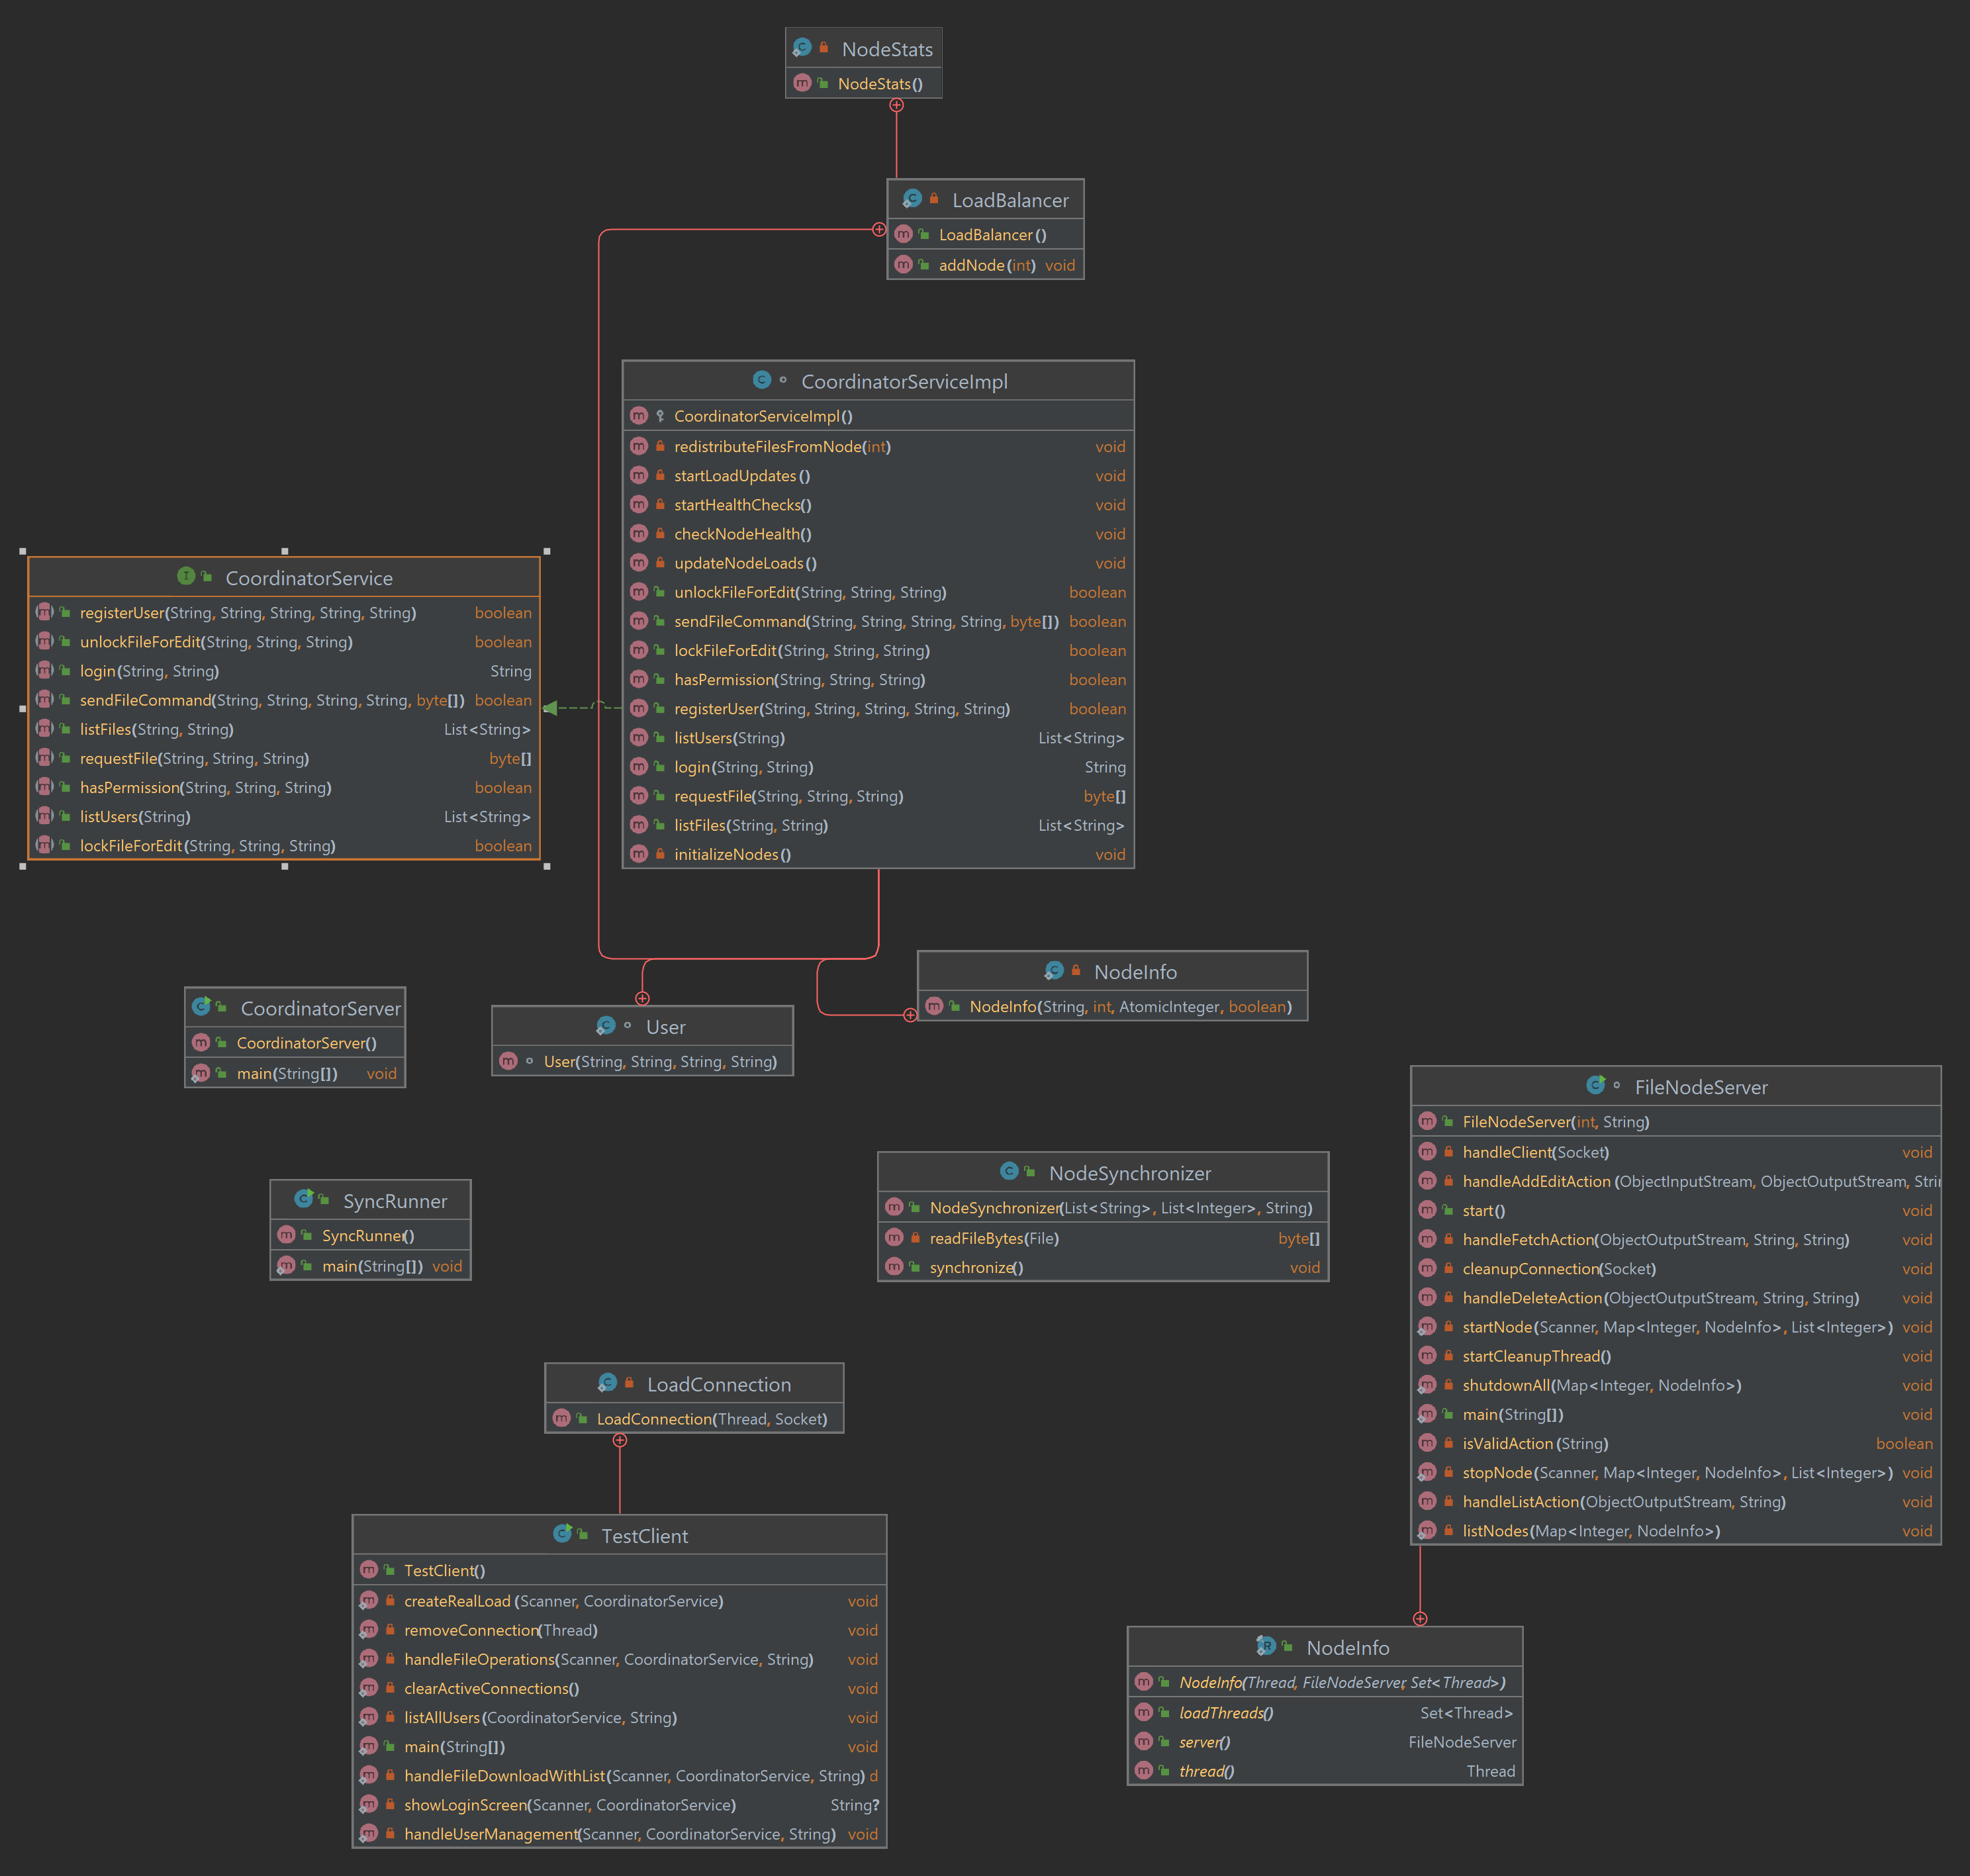 NodeStats
NodeStats()
LoadBalancer
LoadBalancer()
addNode(int) void
CoordinatorServiceImpl
CoordinatorServiceImpl()
redistributeFilesFromNode(int) void
startLoadUpdates() void
startHealthChecks() void
checkNodeHealth() void
updateNodeLoads() void
unlockFileForEdit(String, String, String) boolean
sendFileCommand(String, String, String, String, byte[]) boolean
lockFileForEdit(String, String, String) boolean
hasPermission(String, String, String) boolean
registerUser(String, String, String, String, String) boolean
listUsers(String) List<String>
login(String, String) String
requestFile(String, String, String) byte[]
listFiles(String, String) List<String>
initializeNodes() void
CoordinatorService
registerUser(String, String, String, String, String) boolean
unlockFileForEdit(String, String, String) boolean
login(String, String) String
sendFileCommand(String, String, String, String, byte[]) boolean
listFiles(String, String) List<String>
requestFile(String, String, String) byte[]
hasPermission(String, String, String) boolean
listUsers(String) List<String>
lockFileForEdit(String, String, String) boolean
NodeInfo
NodeInfo(String, int, AtomicInteger, boolean)
CoordinatorServer
CoordinatorServer()
main(String[]) void
User
User(String, String, String, String)
FileNodeServer
FileNodeServer(int, String)
handleClient(Socket) void
handleAddEditAction(ObjectInputStream, ObjectOutputStream, Stri
start() void
handleFetchAction(ObjectOutputStream, String, String) void
cleanupConnection(Socket) void
handleDeleteAction(ObjectOutputStream, String, String) void
startNode(Scanner, Map<Integer, NodeInfo>, List<Integer>) void
startCleanupThread() void
shutdownAll(Map<Integer, NodeInfo>) void
main(String[]) void
isValidAction(String) boolean
stopNode(Scanner, Map<Integer, NodeInfo>, List<Integer>) void
handleListAction(ObjectOutputStream, String) void
listNodes(Map<Integer, NodeInfo>) void
NodeSynchronizer
NodeSynchronizer(List<String>, List<Integer>, String)
readFileBytes(File) byte[]
synchronize() void
SyncRunner
SyncRunner()
main(String[]) void
LoadConnection
LoadConnection(Thread, Socket)
TestClient
TestClient()
createRealLoad(Scanner, CoordinatorService) void
removeConnection(Thread) void
handleFileOperations(Scanner, CoordinatorService, String) void
clearActiveConnections() void
listAllUsers(CoordinatorService, String) void
main(String[]) void
handleFileDownloadWithList(Scanner, CoordinatorService, String) d
showLoginScreen(Scanner, CoordinatorService) String?
handleUserManagement(Scanner, CoordinatorService, String) void
NodeInfo
NodeInfo(Thread, FileNodeServer, Set<Thread>)
loadThreads() Set<Thread>
server() FileNodeServer
thread() Thread